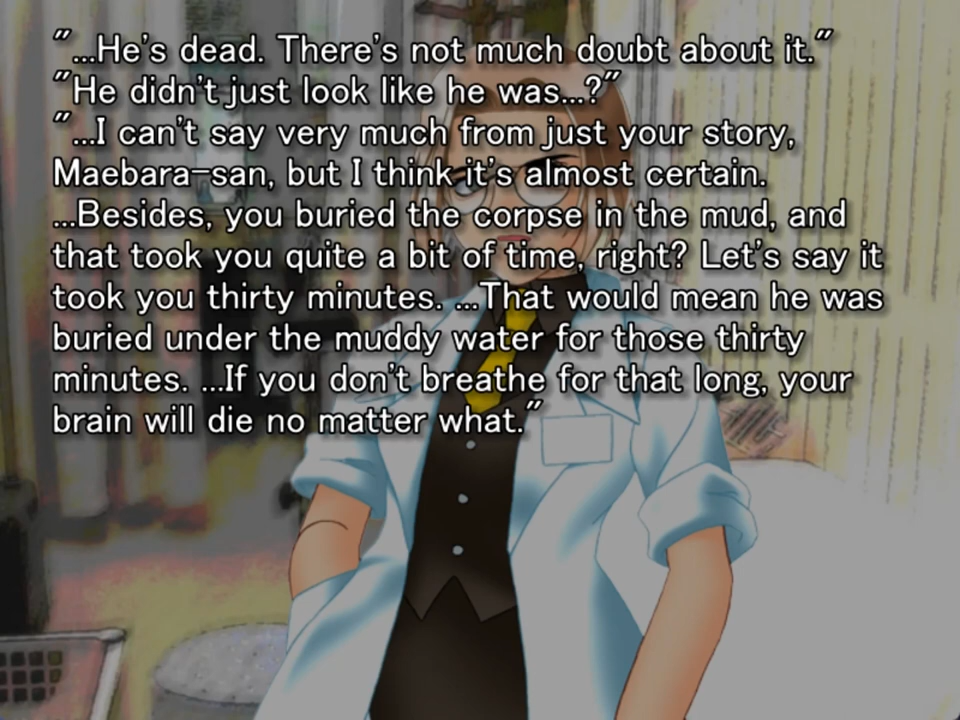 "...He's dead. There's not much doubt about it."
"He didn't just look like he was...?"
"...I can't say very much from just your story,
Maebara-san, but I think it's almost certain.
...Besides, you buried the corpse in the mud, and
that took you quite a bit of time, right? Let's say it
took you thirty minutes. ...That would mean he was
buried under the muddy water for those thirty
minutes. ...If you don't breathe for that long, your
brain will die no matter what."